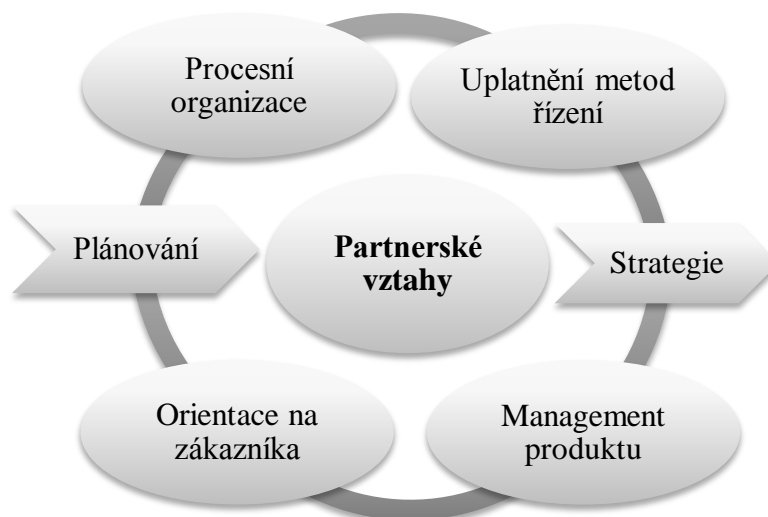 Procesní
organizace
Uplatnění metod
řízení
Plánování
Partnerské
vztahy
Strategie
Orientace na
zákazníka
Management
produktu